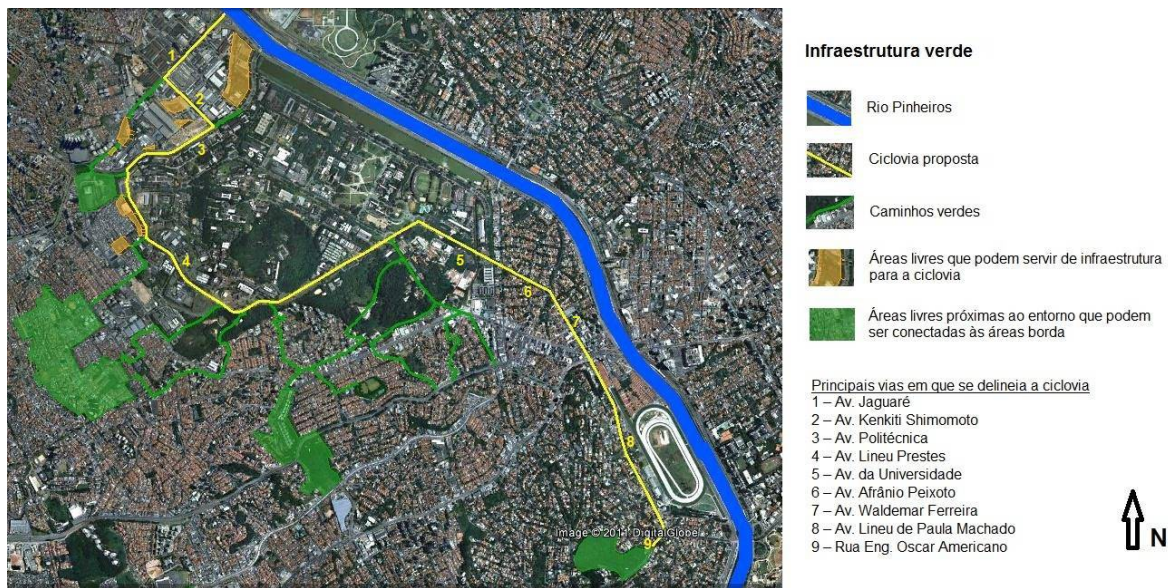 1
2
3
4
5
6
7
8
9
Image © 2011 DigitalGlobe
Infraestrutura verde
Rio Pinheiros
Ciclovia proposta
Caminhos verdes
Áreas livres que podem servir de infraestrutura
para a ciclovia
Áreas livres próximas ao entorno que podem
ser conectadas às áreas borda
Principais vias em que se delineia a ciclovia
1 – Av. Jaguaré
2 – Av. Kenkiti Shimomoto
3 – Av. Politécnica
4 – Av. Lineu Prestes
5 – Av. da Universidade
6 – Av. Afrânio Peixoto
7 – Av. Waldemar Ferreira
8 – Av. Lineu de Paula Machado
9 – Rua Eng. Oscar Americano
N